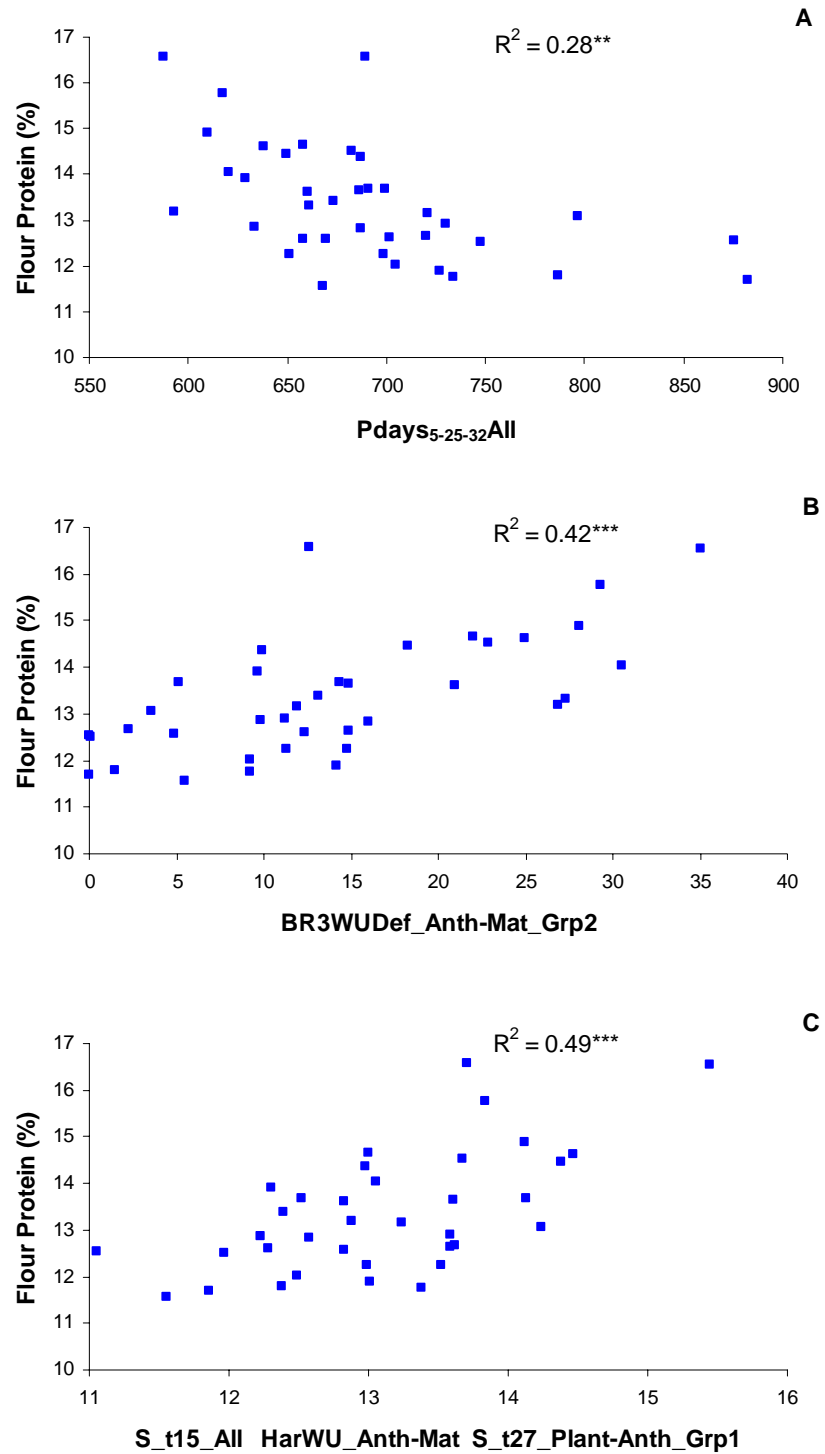 A
R² = 0.28**
Flour Protein (%)
17
16
15
14
13
12
11
10
550 600 650 700 750 800 850 900
Pdays₅₋₂₅₋₃₂All
B
R² = 0.42***
Flour Protein (%)
17
16
15
14
13
12
11
10
0 5 10 15 20 25 30 35 40
BR3WUDef_Anth-Mat_Grp2
C
R² = 0.49***
Flour Protein (%)
17
16
15
14
13
12
11
10
11 12 13 14 15 16
S_t15_All HarWU_Anth-Mat S_t27_Plant-Anth_Grp1